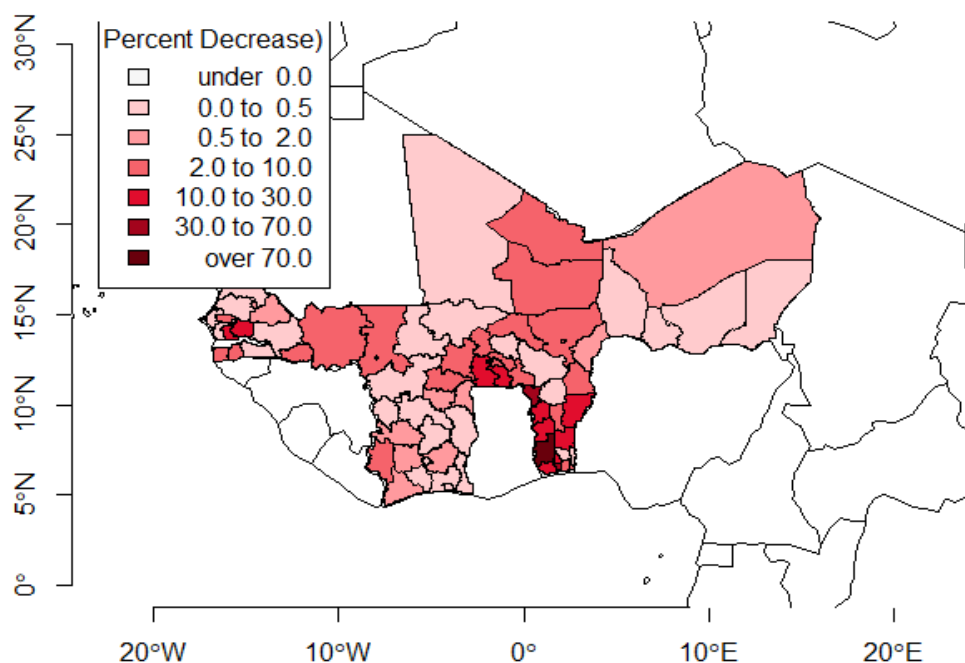 Percent Decrease)
under 0.0
0.0 to 0.5
0.5 to 2.0
2.0 to 10.0
10.0 to 30.0
30.0 to 70.0
over 70.0
30°N
25°N
20°N
15°N
10°N
5°N
0°
20°W
10°W
0°
10°E
20°E